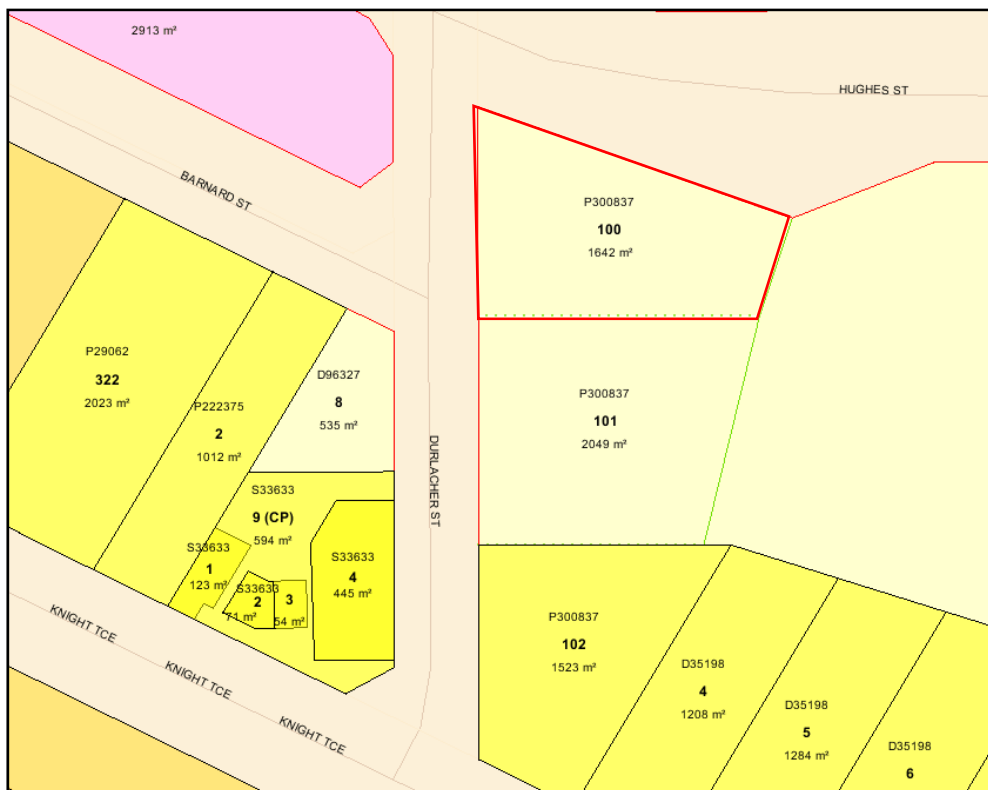 2913 m²
HUGHES ST
BARNARD ST
P300837
100
1642 m²
P29062
322
2023 m²
P222375
2
1012 m²
D96327
8
535 m²
P300837
101
2049 m²
DURLACHER ST
S33633
9 (CP)
594 m²
S33633
1
123 m²
S33633
2
71 m²
3
54 m²
S33633
4
445 m²
P300837
102
1523 m²
D35198
4
1208 m²
D35198
5
1284 m²
D35198
6
KNIGHT TCE
KNIGHT TCE
KNIGHT TCE